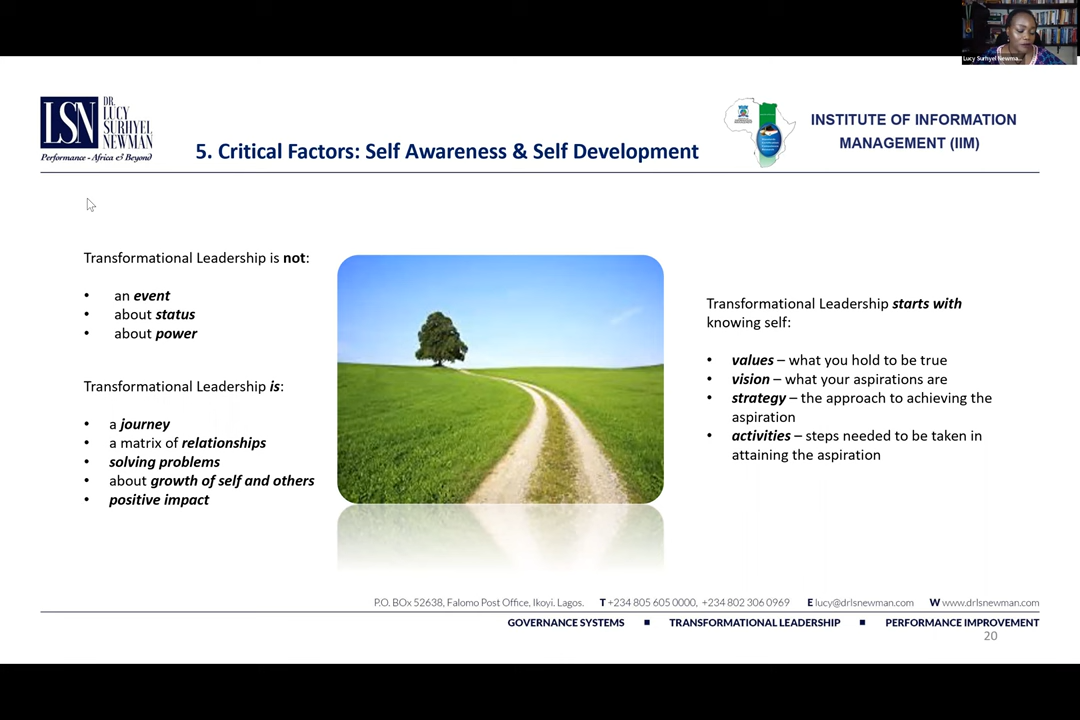 Lucy Surhyel Newma...
LSN
DR.
LUCY
SURHYEL
NEWMAN
Performance - Africa & Beyond
5. Critical Factors: Self Awareness & Self Development
INSTITUTE OF INFORMATION
MANAGEMENT (IIM)
Transformational Leadership is not:
• an event
• about status
• about power
Transformational Leadership is:
• a journey
• a matrix of relationships
• solving problems
• about growth of self and others
• positive impact
Transformational Leadership starts with
knowing self:
• values – what you hold to be true
• vision – what your aspirations are
• strategy – the approach to achieving the
aspiration
• activities – steps needed to be taken in
attaining the aspiration
P.O. BOx 52638, Falomo Post Office, Ikoyi. Lagos. T +234 805 605 0000, +234 802 306 0969 E lucy@drlsnewman.com W www.drlsnewman.com
GOVERNANCE SYSTEMS ■ TRANSFORMATIONAL LEADERSHIP ■ PERFORMANCE IMPROVEMENT
20